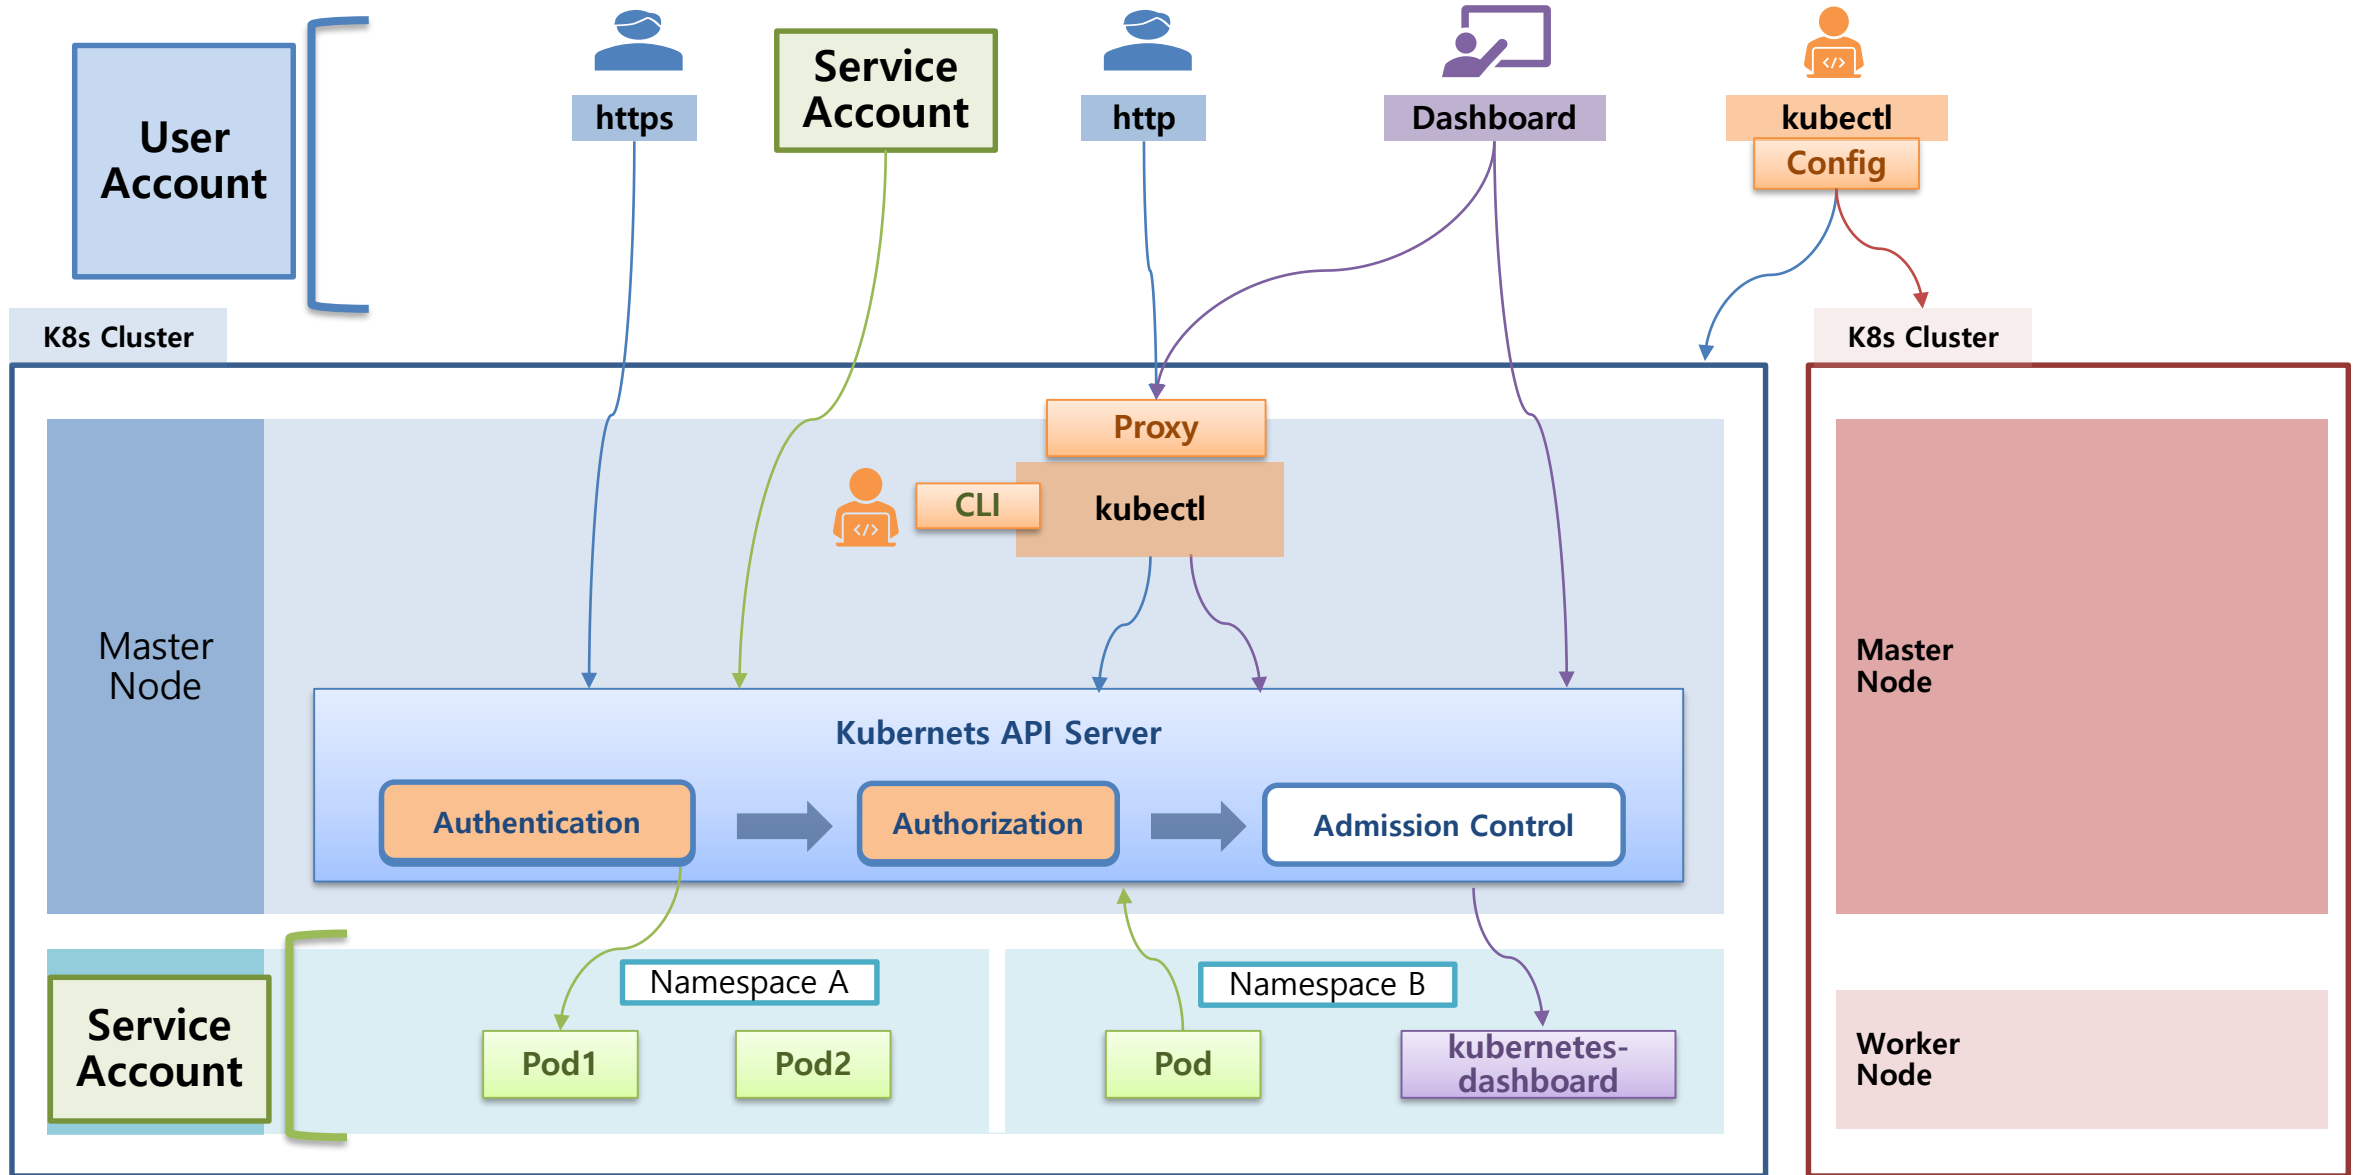 User
Account
https
Service
Account
http
Dashboard
kubectl
Config
K8s Cluster
K8s Cluster
Proxy
CLI
kubectl
Master
Node
Kubernets API Server
Authentication
Authorization
Admission Control
Master
Node
Service
Account
Namespace A
Pod1
Pod2
Namespace B
Pod
kubernetes-
dashboard
Worker
Node